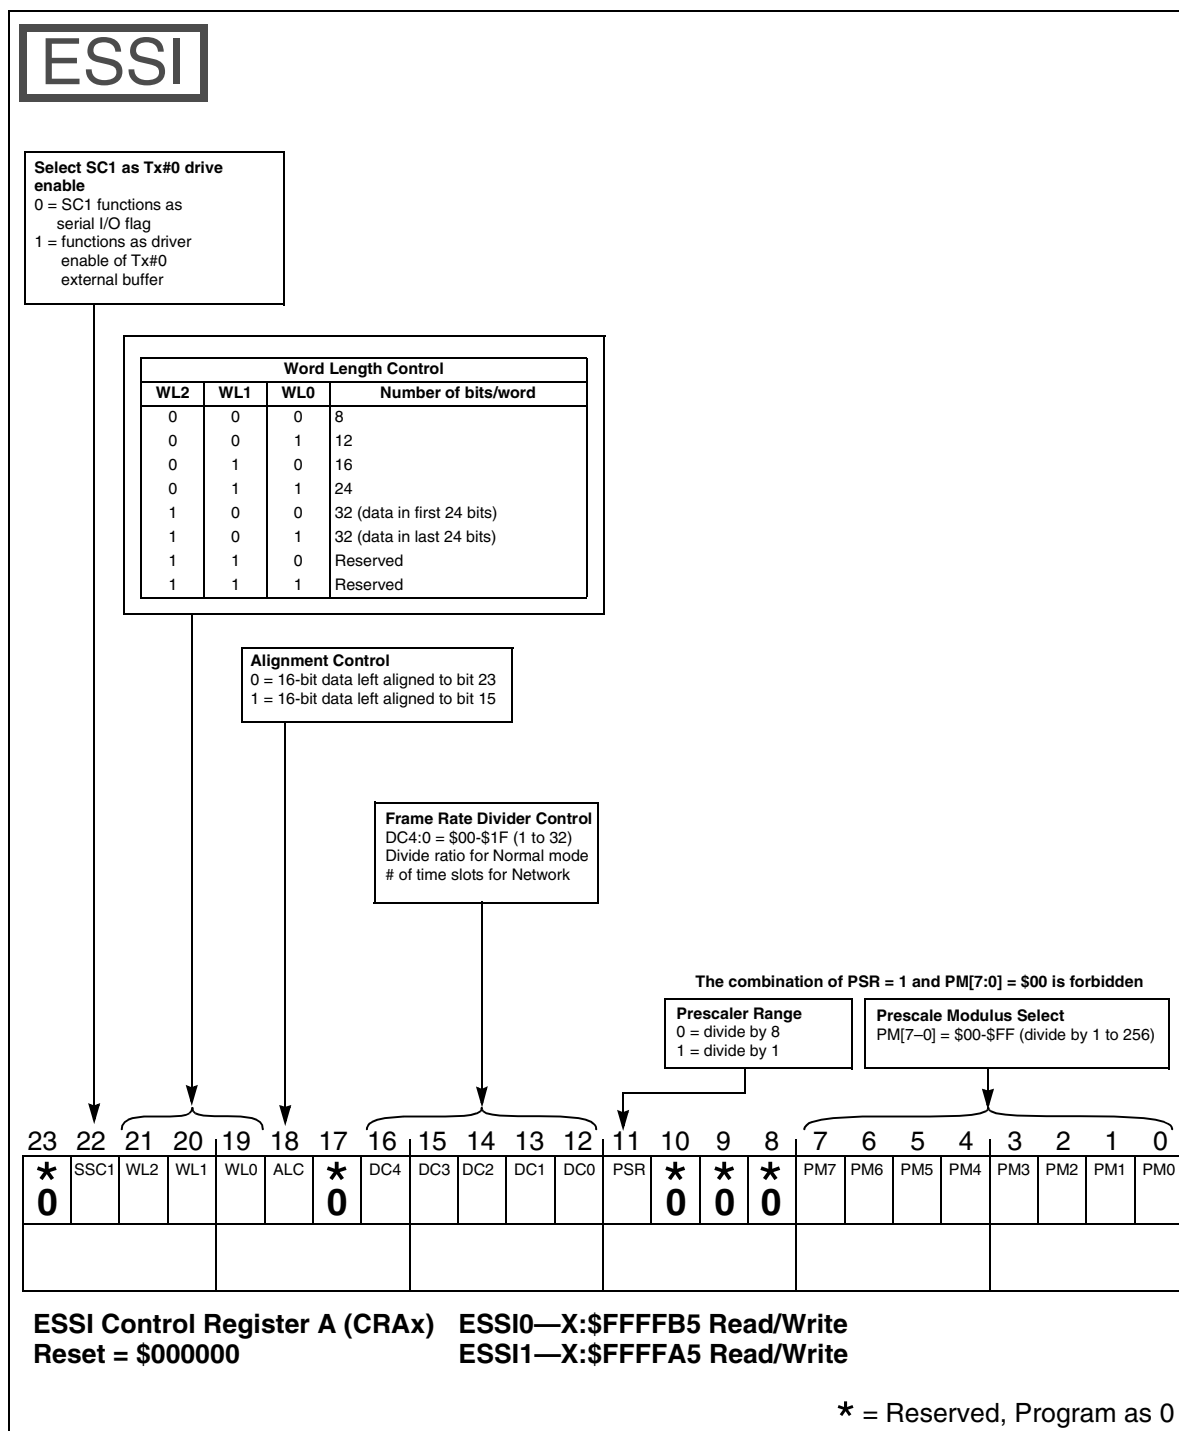 ESSI
Select SC1 as Tx#0 drive
enable
0 = SC1 functions as
serial I/O flag
1 = functions as driver
enable of Tx#0
external buffer
Word Length Control
WL2 WL1 WL0 Number of bits/word
0 0 0 8
0 0 1 12
0 1 0 16
0 1 1 24
1 0 0 32 (data in first 24 bits)
1 0 1 32 (data in last 24 bits)
1 1 0 Reserved
1 1 1 Reserved
Alignment Control
0 = 16-bit data left aligned to bit 23
1 = 16-bit data left aligned to bit 15
Frame Rate Divider Control
DC4:0 = $00-$1F (1 to 32)
Divide ratio for Normal mode
# of time slots for Network
The combination of PSR = 1 and PM[7:0] = $00 is forbidden
Prescaler Range
0 = divide by 8
1 = divide by 1
Prescale Modulus Select
PM[7–0] = $00-$FF (divide by 1 to 256)
23 22 21 20 19 18 17 16 15 14 13 12 11 10 9 8 7 6 5 4 3 2 1 0
* SSC1 WL2 WL1 WL0 ALC * DC4 DC3 DC2 DC1 DC0 PSR * * * PM7 PM6 PM5 PM4 PM3 PM2 PM1 PM0
0 0 0 0 0
ESSI Control Register A (CRAx) ESSI0—X:$FFFFB5 Read/Write
Reset = $000000 ESSI1—X:$FFFFA5 Read/Write
* = Reserved, Program as 0